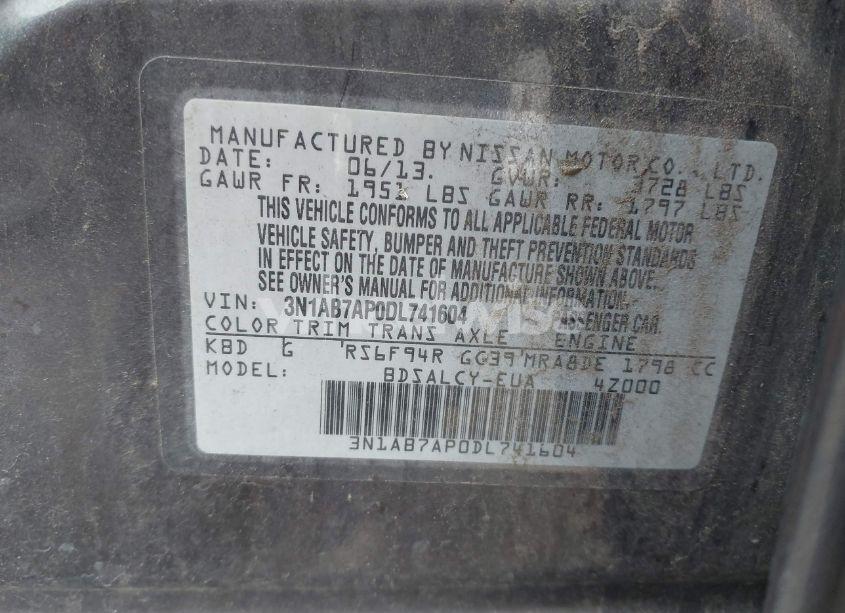 MANUFACTURED BY NISSAN MOTOR CO., LTD.
DATE: 06/13. GVWR: 3728 LBS
GAWR FR: 1951 LBS GAWR RR: 1797 LBS
THIS VEHICLE CONFORMS TO ALL APPLICABLE FEDERAL MOTOR
VEHICLE SAFETY, BUMPER AND THEFT PREVENTION STANDARDS
IN EFFECT ON THE DATE OF MANUFACTURE SHOWN ABOVE.
SEE OWNER'S MANUAL FOR ADDITIONAL INFORMATION.
VIN: 3N1AB7AP0DL741604 PASSENGER CAR.
COLOR TRIM TRANS AXLE ENGINE
KBD G RS6F94R GG39 MRA8DE 1798 CC
MODEL: BDSALCY-EUA 4Z000
3N1AB7AP0DL741604